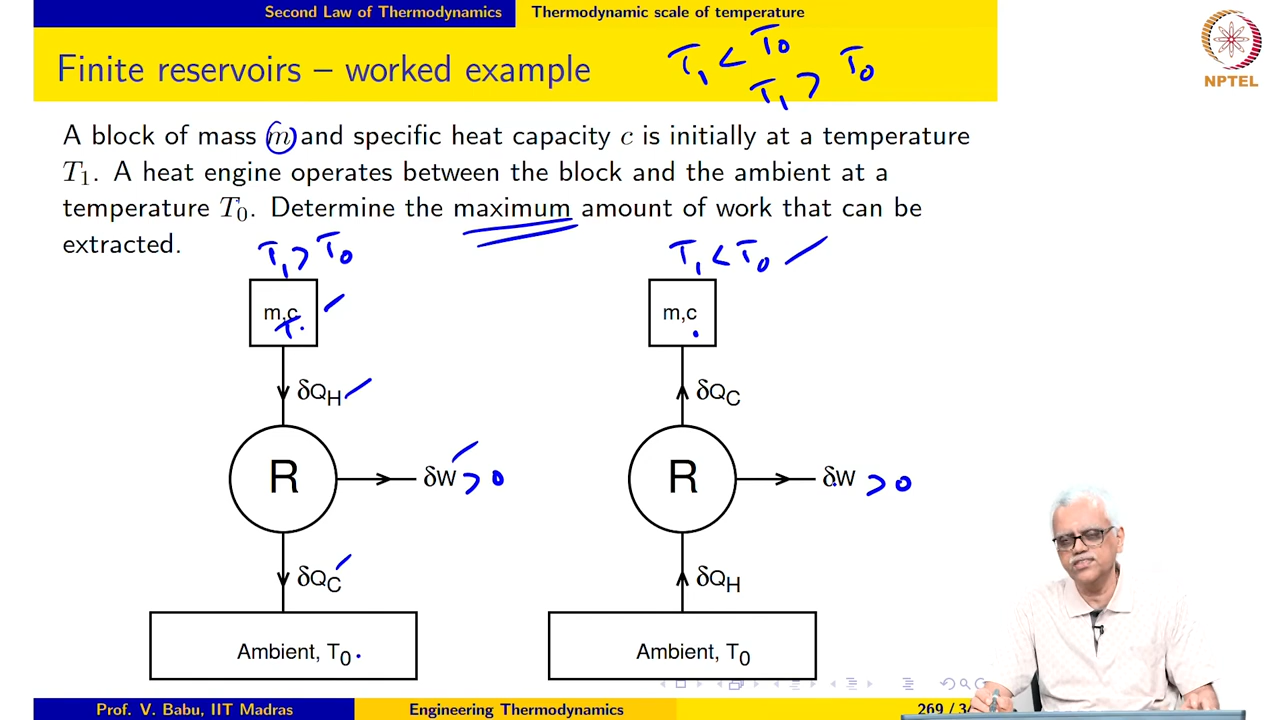 Second Law of Thermodynamics Thermodynamic scale of temperature
Finite reservoirs – worked example
T₁ < T₀
T₁ > T₀
NPTEL
A block of mass m and specific heat capacity c is initially at a temperature
T₁. A heat engine operates between the block and the ambient at a
temperature T₀. Determine the maximum amount of work that can be
extracted.
T₁ > T₀
m,c
T
δQH
R
δW > 0
δQC
Ambient, T₀
T₁ < T₀
m,c
δQC
R
δW > 0
δQH
Ambient, T₀
Prof. V. Babu, IIT Madras Engineering Thermodynamics 269 / 3